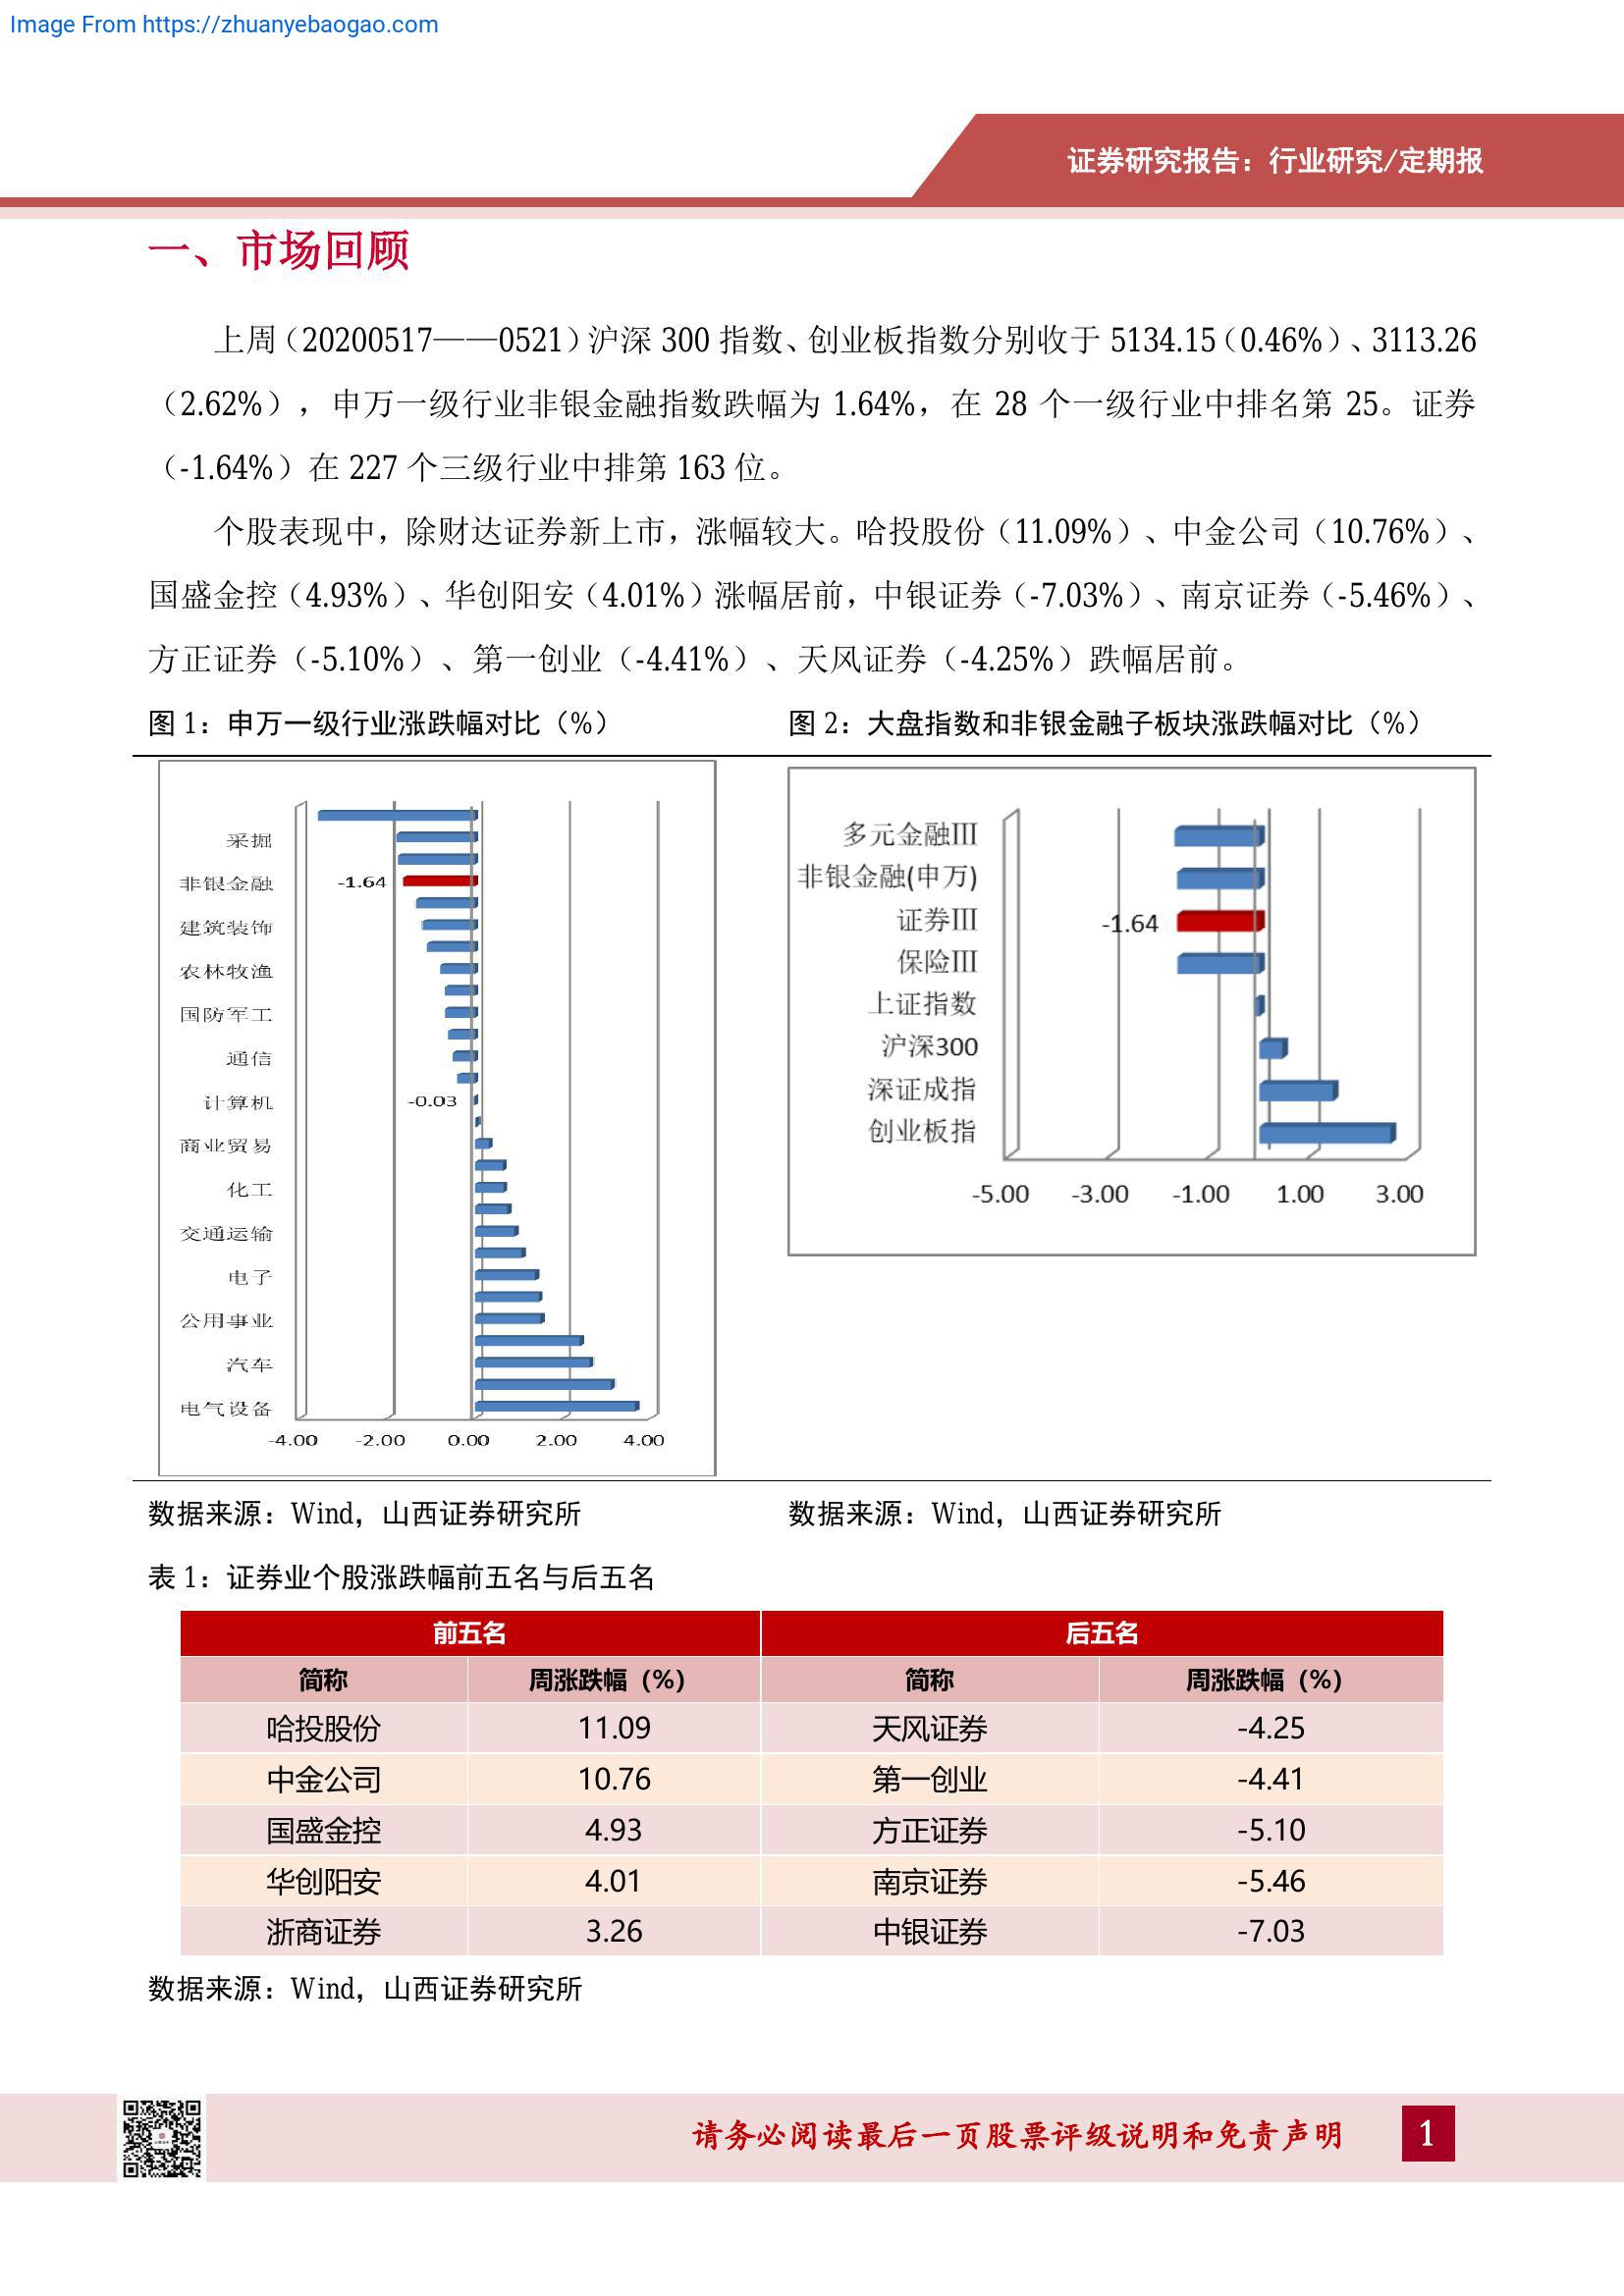 Image From https://zhuanyebaogao.com
证券研究报告：行业研究/定期报
一、市场回顾
上周（20200517——0521）沪深 300 指数、创业板指数分别收于 5134.15（0.46%）、3113.26
（2.62%），申万一级行业非银金融指数跌幅为 1.64%，在 28 个一级行业中排名第 25。证券
（-1.64%）在 227 个三级行业中排第 163 位。
个股表现中，除财达证券新上市，涨幅较大。哈投股份（11.09%）、中金公司（10.76%）、
国盛金控（4.93%）、华创阳安（4.01%）涨幅居前，中银证券（-7.03%）、南京证券（-5.46%）、
方正证券（-5.10%）、第一创业（-4.41%）、天风证券（-4.25%）跌幅居前。
图 1：申万一级行业涨跌幅对比（%）
采掘
非银金融
-1.64
建筑装饰
农林牧渔
国防军工
通信
计算机
-0.03
商业贸易
化工
交通运输
电子
公用事业
汽车
电气设备
-4.00 -2.00 0.00 2.00 4.00
图 2：大盘指数和非银金融子板块涨跌幅对比（%）
多元金融III
非银金融(申万)
证券III
-1.64
保险III
上证指数
沪深300
深证成指
创业板指
-5.00 -3.00 -1.00 1.00 3.00
数据来源：Wind，山西证券研究所
数据来源：Wind，山西证券研究所
表 1：证券业个股涨跌幅前五名与后五名
前五名 后五名
简称 周涨跌幅（%） 简称 周涨跌幅（%）
哈投股份 11.09 天风证券 -4.25
中金公司 10.76 第一创业 -4.41
国盛金控 4.93 方正证券 -5.10
华创阳安 4.01 南京证券 -5.46
浙商证券 3.26 中银证券 -7.03
数据来源：Wind，山西证券研究所
请务必阅读最后一页股票评级说明和免责声明
1